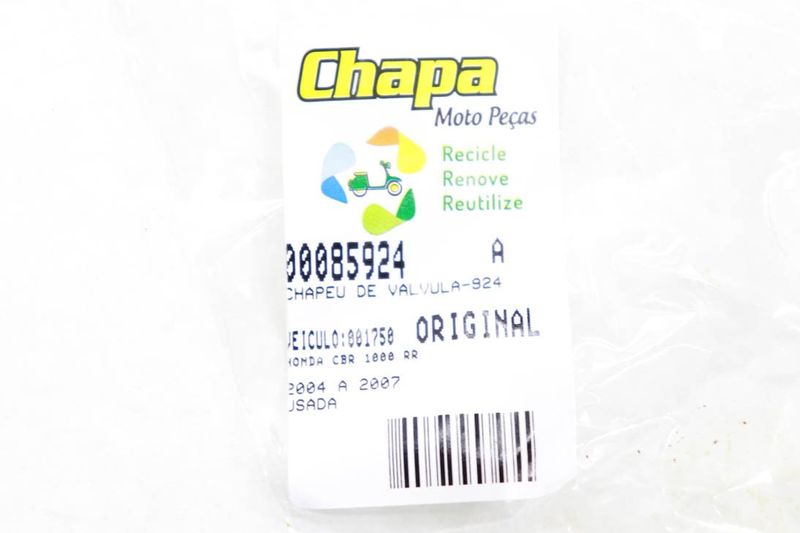 Chapa
Moto Peças
Recicle
Renove
Reutilize
00085924 A
CHAPEU DE VALVULA-924
VEICULO:001750 ORIGINAL
HONDA CBR 1000 RR
2004 A 2007
USADA